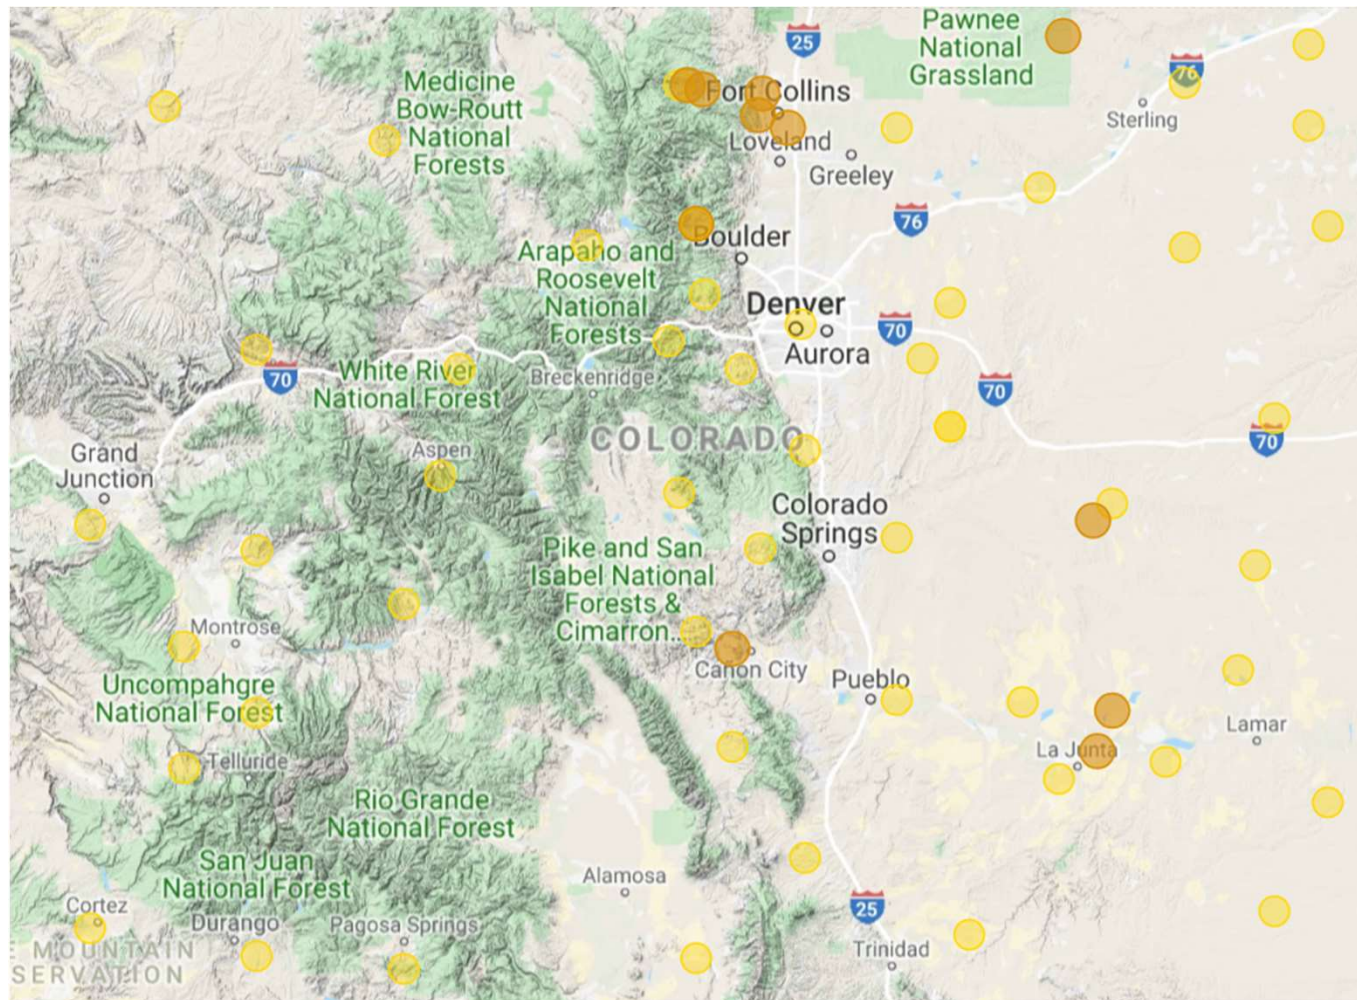 25
Pawnee
National
Grassland
76
Medicine
Bow-Routt
National
Forests
Fort Collins
Sterling
Loveland
Greeley
76
Boulder
Arapaho and
Roosevelt
National
Forests
Denver
70
Aurora
70
White River
National Forest
Breckenridge
70
COLORADO
70
Grand
Junction
Aspen
Colorado
Springs
Pike and San
Isabel National
Forests &
Cimarron...
Montrose
Canon City
Pueblo
Uncompahgre
National Forest
Lamar
La Junta
Telluride
Rio Grande
National Forest
San Juan
National Forest
Alamosa
Cortez
25
Durango
Pagosa Springs
E MOUNTAIN
SERVATION
Trinidad